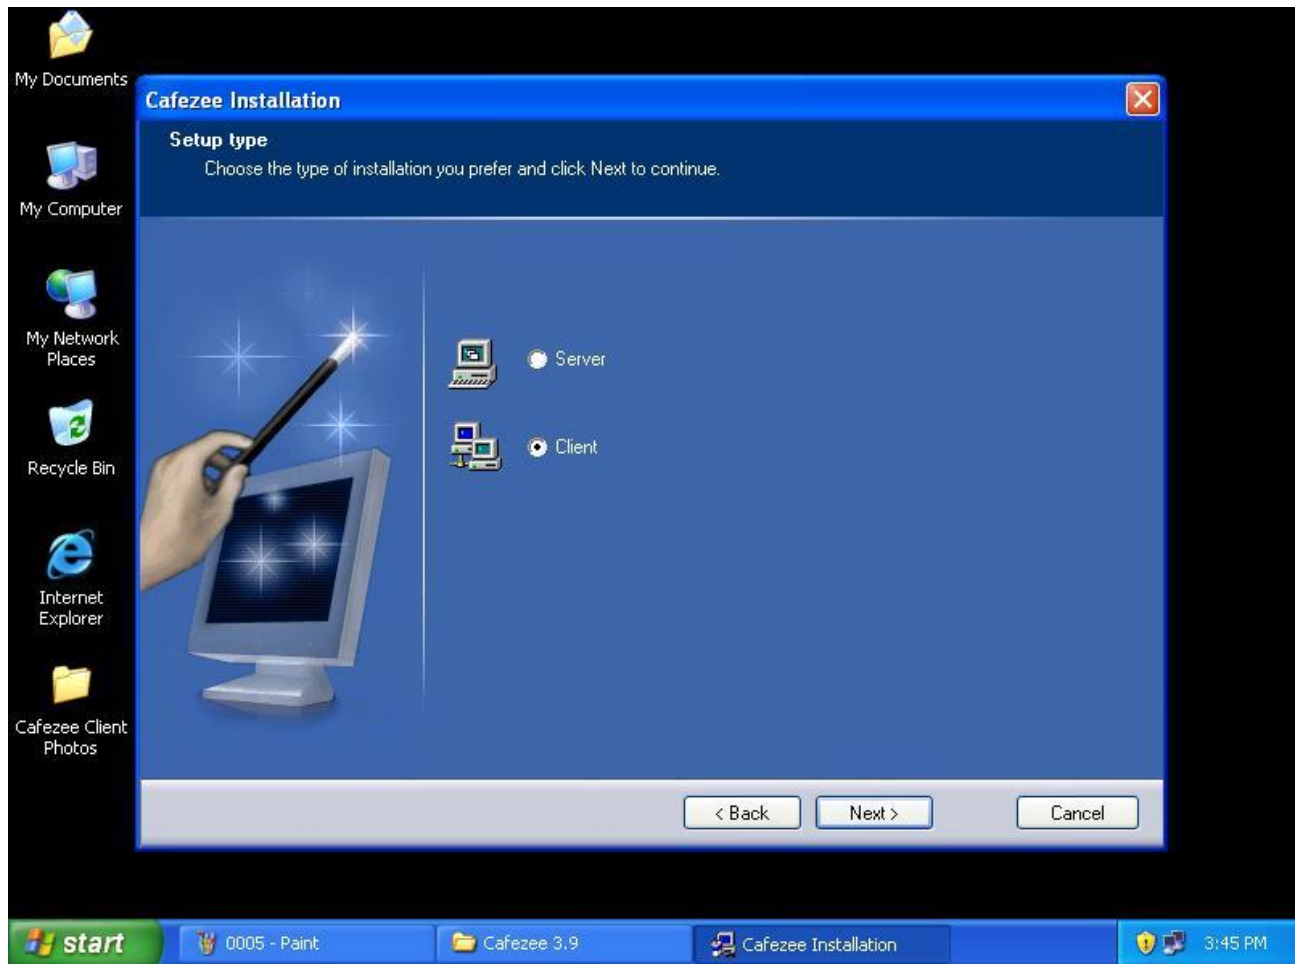 My Documents
My Computer
My Network
Places
Recycle Bin
Internet
Explorer
Cafezee Client
Photos
Cafezee Installation
Setup type
Choose the type of installation you prefer and click Next to continue.
Server
Client
< Back
Next >
Cancel
start
0005 - Paint
Cafezee 3.9
Cafezee Installation
3:45 PM